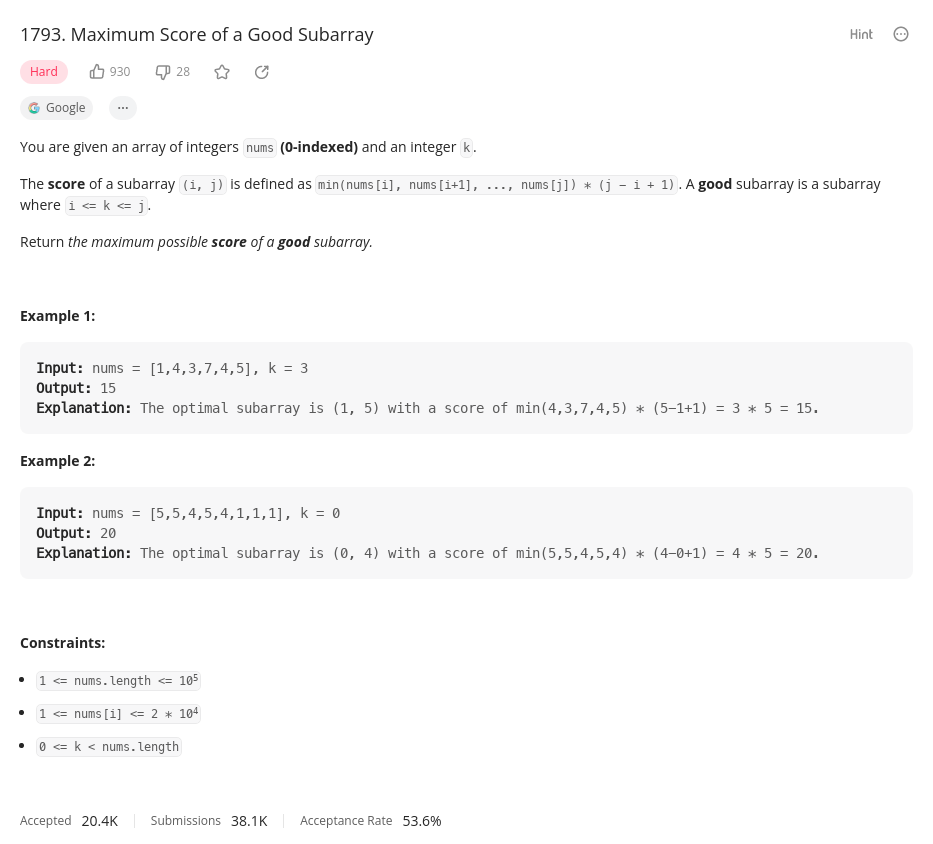 1793. Maximum Score of a Good Subarray
Hint
Hard
930
28
Google
You are given an array of integers nums (0-indexed) and an integer k.
The score of a subarray (i, j) is defined as min(nums[i], nums[i+1], ..., nums[j]) * (j - i + 1). A good subarray is a subarray
where i <= k <= j.
Return the maximum possible score of a good subarray.
Example 1:
Input: nums = [1,4,3,7,4,5], k = 3
Output: 15
Explanation: The optimal subarray is (1, 5) with a score of min(4,3,7,4,5) * (5-1+1) = 3 * 5 = 15.
Example 2:
Input: nums = [5,5,4,5,4,1,1,1], k = 0
Output: 20
Explanation: The optimal subarray is (0, 4) with a score of min(5,5,4,5,4) * (4-0+1) = 4 * 5 = 20.
Constraints:
• 1 <= nums.length <= 10⁵
• 1 <= nums[i] <= 2 * 10⁴
• 0 <= k < nums.length
Accepted 20.4K Submissions 38.1K Acceptance Rate 53.6%